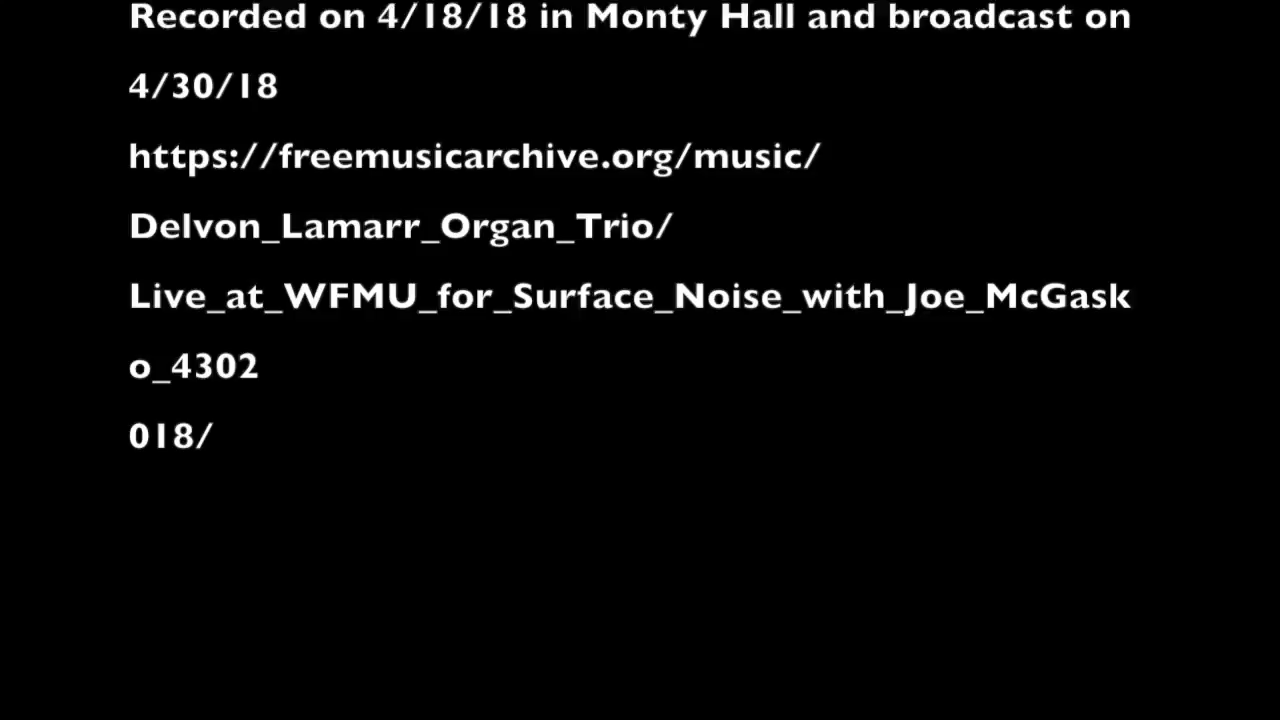 Recorded on 4/18/18 in Monty Hall and broadcast on
4/30/18
https://freemusicarchive.org/music/
Delvon_Lamarr_Organ_Trio/
Live_at_WFMU_for_Surface_Noise_with_Joe_McGask
o_4302
018/